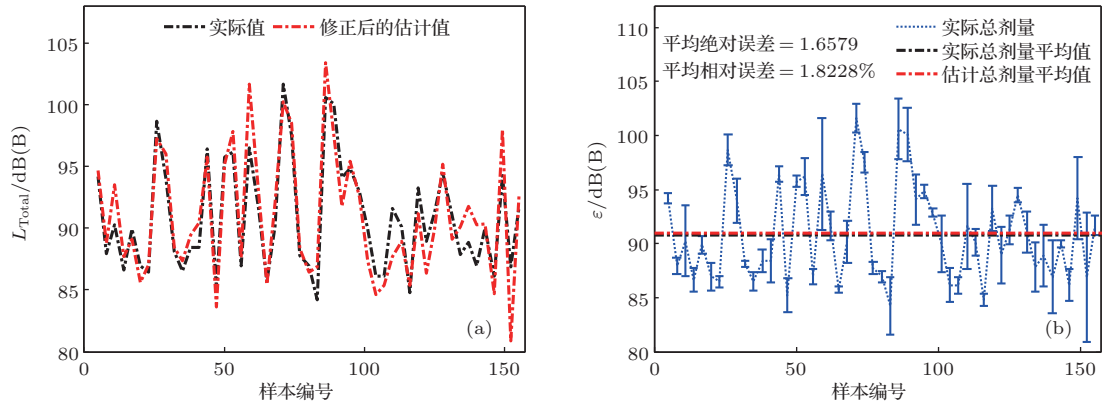 实际值 修正后的估计值
105
100
95
90
85
80
L_Total/dB(B)
0 50 100 150
样本编号
(a)
平均绝对误差＝1.6579
平均相对误差＝1.8228%
实际总剂量
实际总剂量平均值
估计总剂量平均值
112
110
105
100
95
90
85
80
ε/dB(B)
0 50 100 150
样本编号
(b)